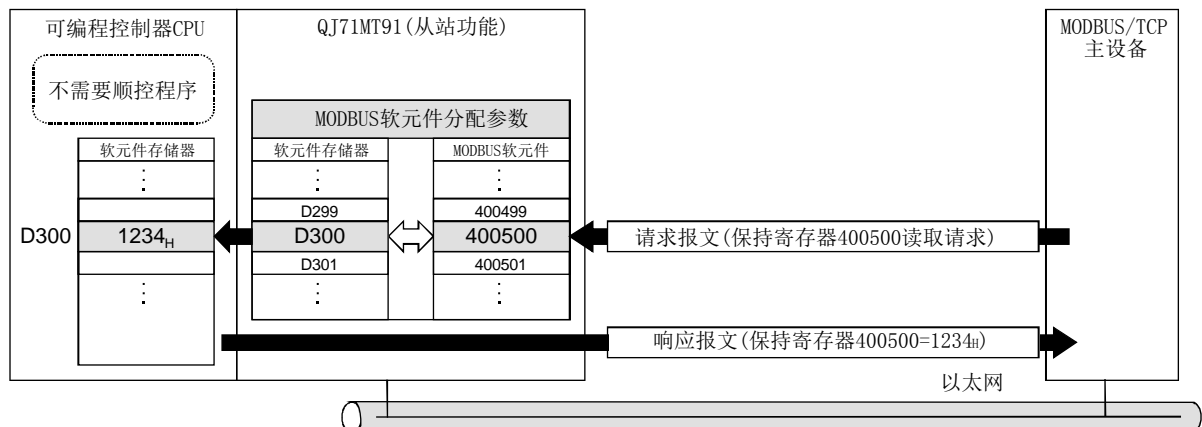 可编程控制器CPU
QJ71MT91(从站功能)
MODBUS/TCP
主设备
不需要顺控程序
MODBUS软元件分配参数
软元件存储器
软元件存储器
MODBUS软元件
D299
400499
D300
1234H
D300
400500
请求报文(保持寄存器400500读取请求)
D301
400501
响应报文(保持寄存器400500=1234H)
以太网